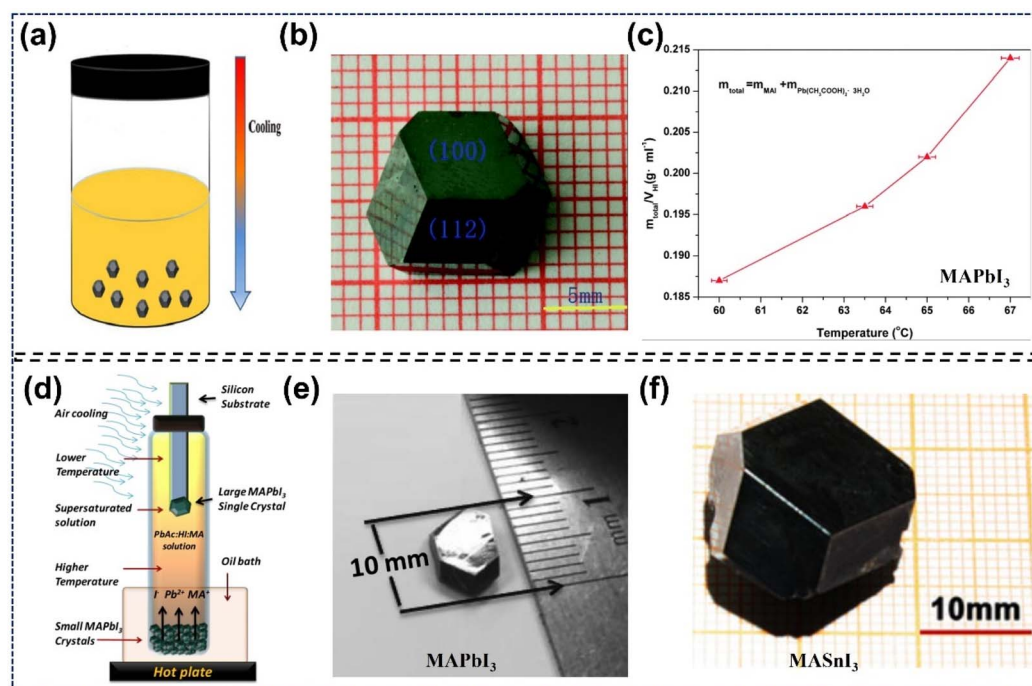 (a)
Cooling
(b)
(100)
(112)
5mm
(c)
m_total =m_MAI +m_Pb(CH3COOH)2· 3H2O
0.215
0.210
0.205
0.200
0.195
0.190
0.185
m_total/V_HI(g· ml⁻¹)
60
61
62
63
64
65
66
67
Temperature (°C)
MAPbI₃
(d)
Silicon
Substrate
Air cooling
Lower
Temperature
Supersaturated
solution
Large MAPbI₃
Single Crystal
PbAc:HI:MA
solution
Higher
Temperature
Oil bath
I⁻ Pb²⁺ MA⁺
Small MAPbI₃
Crystals
Hot plate
(e)
10 mm
1
mm
MAPbI₃
(f)
10mm
MASnI₃